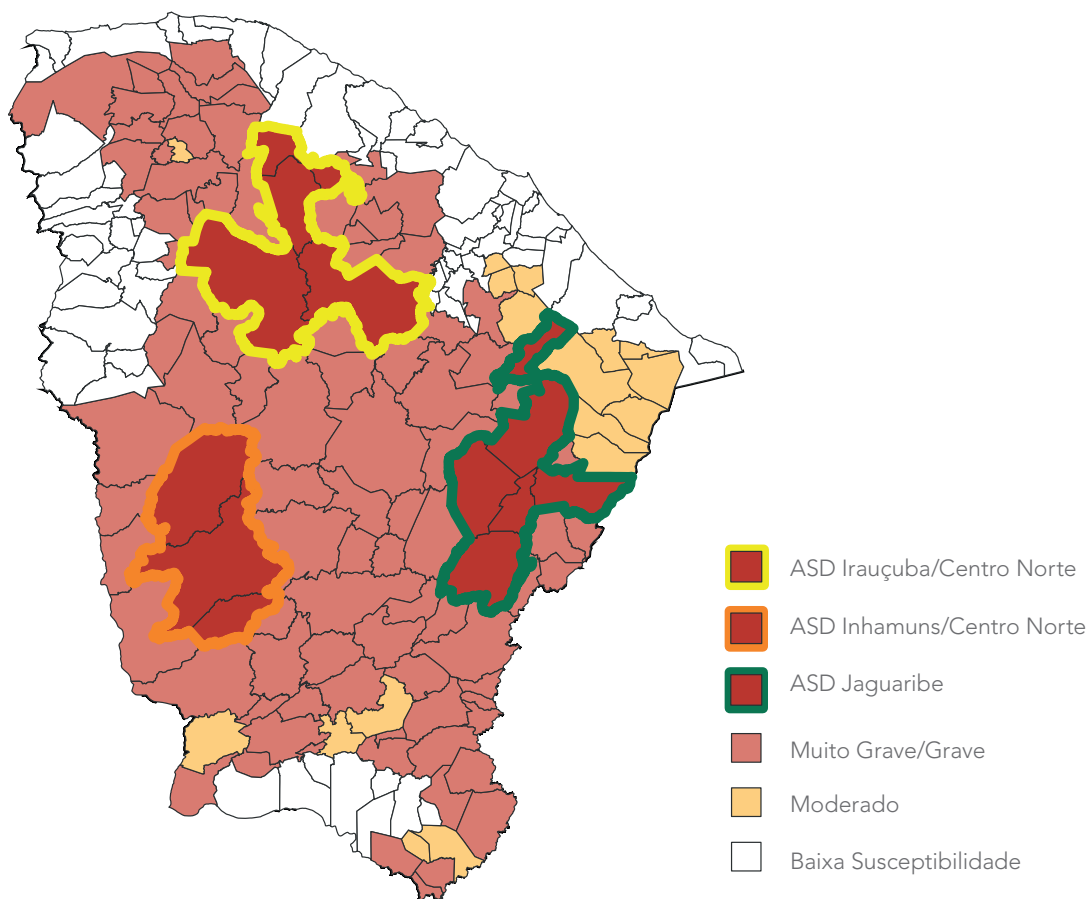 ASD Irauçuba/Centro Norte
ASD Inhamuns/Centro Norte
ASD Jaguaribe
Muito Grave/Grave
Moderado
Baixa Susceptibilidade